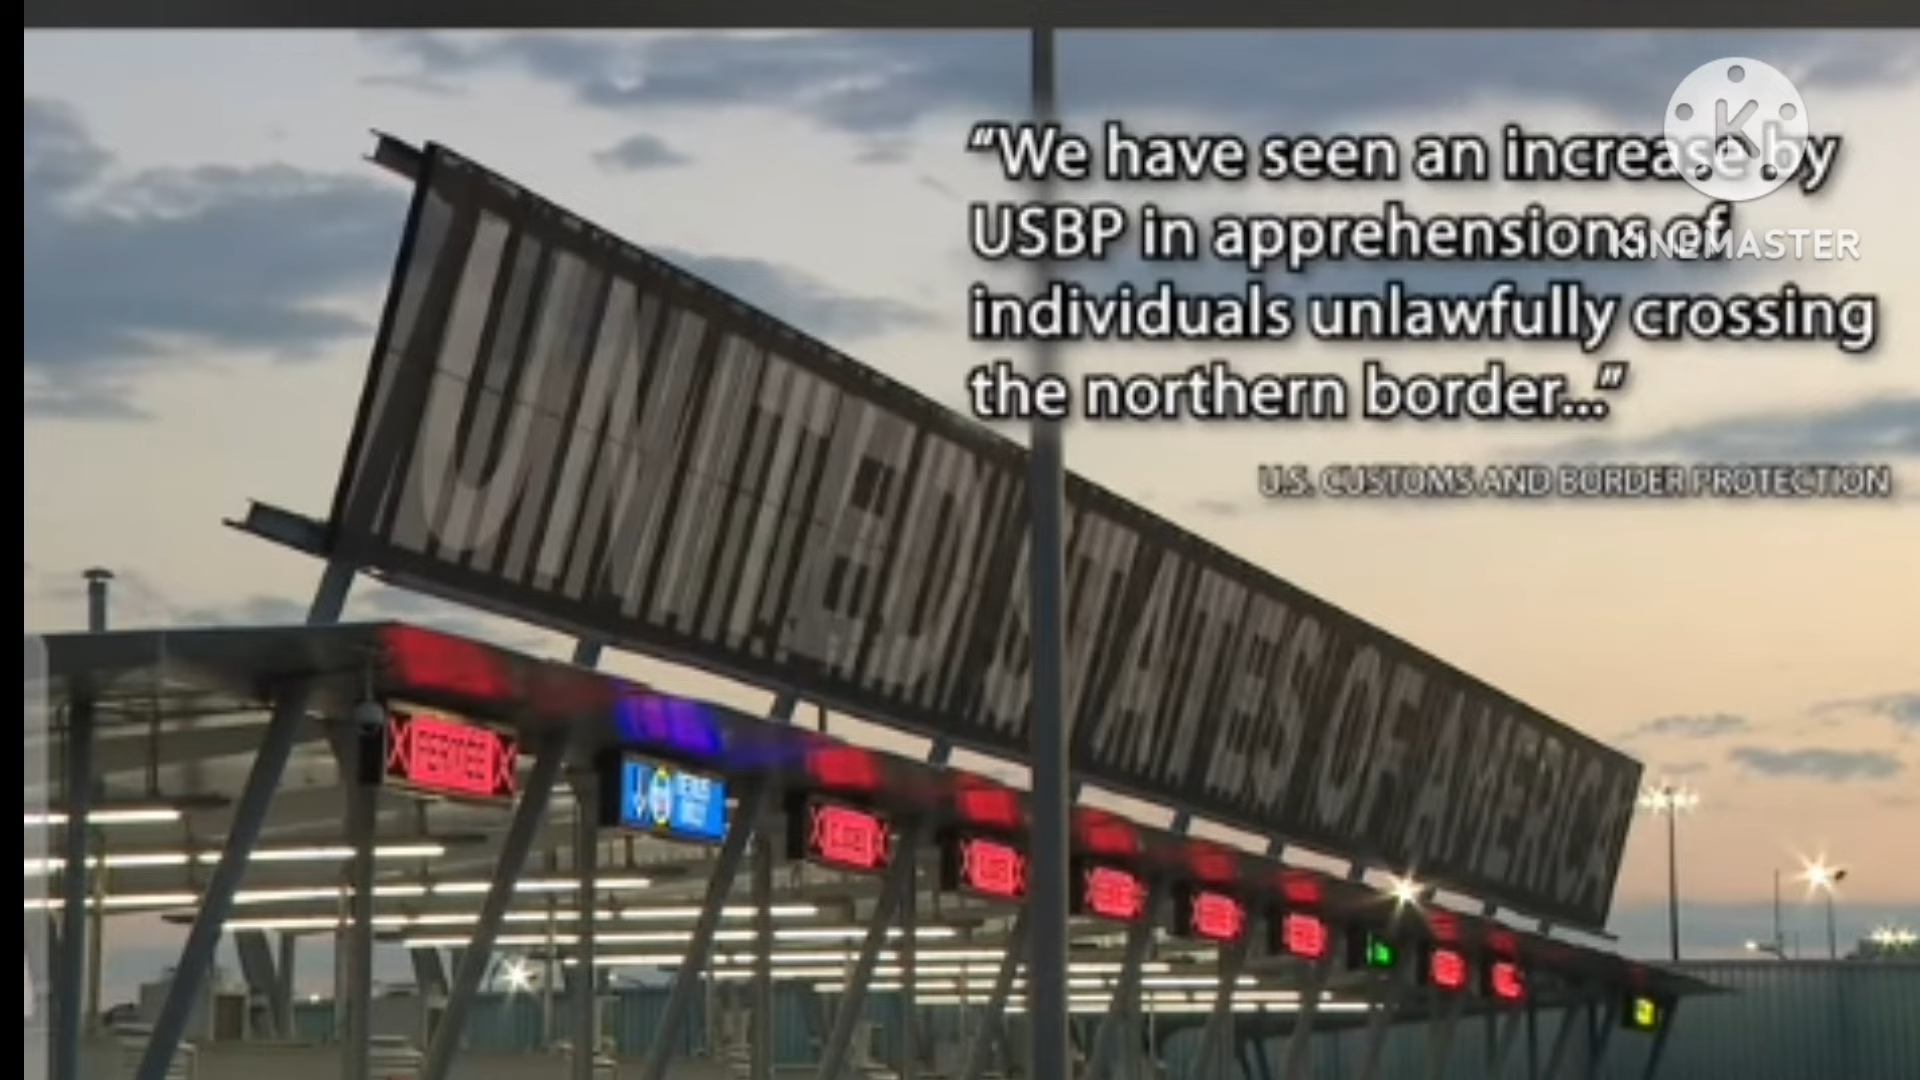 "We have seen an increase by
USBP in apprehensions of
individuals unlawfully crossing
the northern border..."
U.S. CUSTOMS AND BORDER PROTECTION
K
KINEMASTER
UNITED STATES OF AMERICA
FERMEE